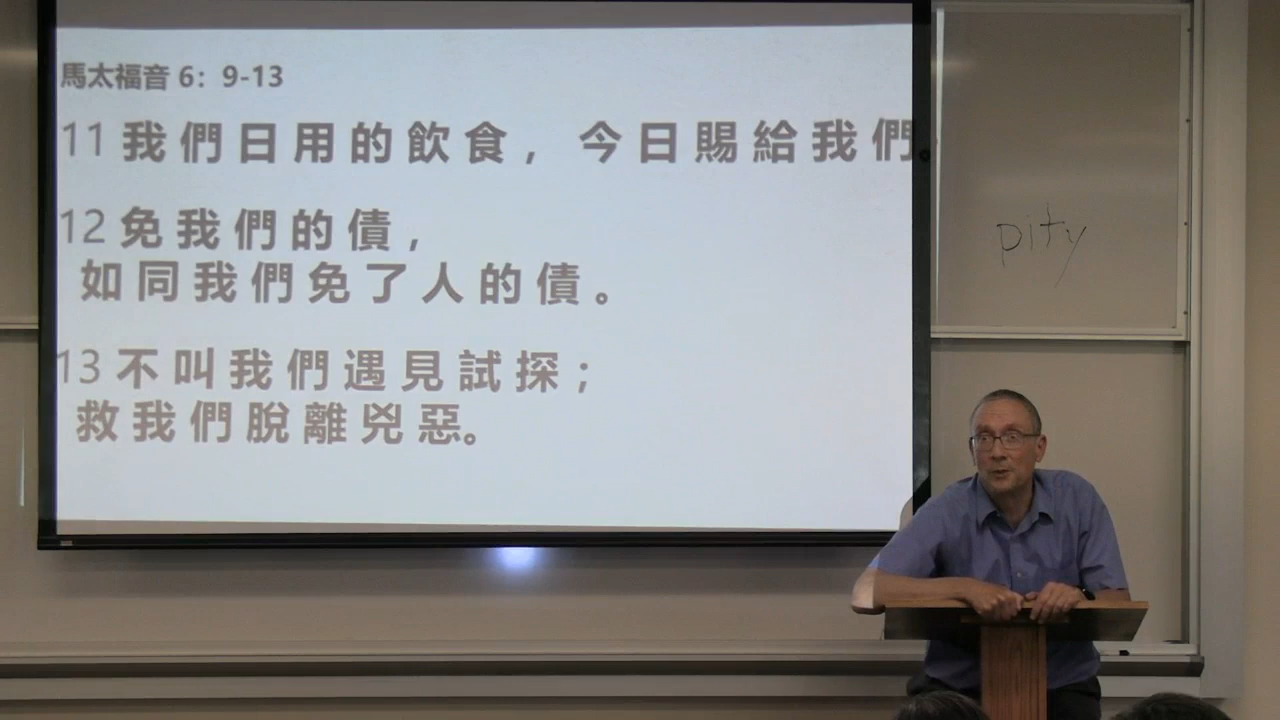 馬太福音 6：9-13
11 我們日用的飲食，今日賜給我們
12 免我們的債，
如同我們免了人的債。
13 不叫我們遇見試探；
救我們脫離兇惡。
pity